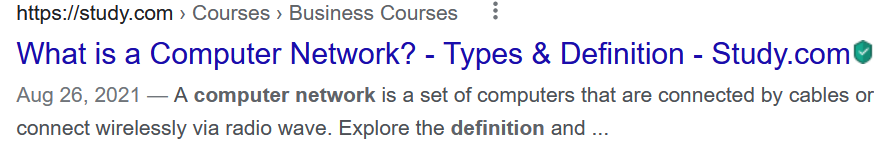 https://study.com › Courses › Business Courses
What is a Computer Network? - Types & Definition - Study.com
Aug 26, 2021 — A computer network is a set of computers that are connected by cables or
connect wirelessly via radio wave. Explore the definition and ...